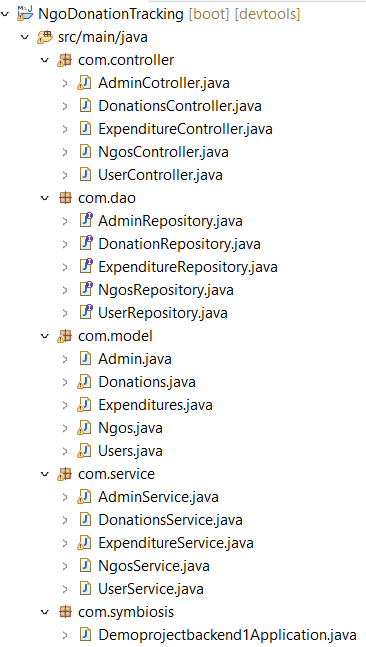 NgoDonationTracking [boot] [devtools]
src/main/java
com.controller
AdminCotroller.java
DonationsController.java
ExpenditureController.java
NgosController.java
UserController.java
com.dao
AdminRepository.java
DonationRepository.java
ExpenditureRepository.java
NgosRepository.java
UserRepository.java
com.model
Admin.java
Donations.java
Expenditures.java
Ngos.java
Users.java
com.service
AdminService.java
DonationsService.java
ExpenditureService.java
NgosService.java
UserService.java
com.symbiosis
Demoprojectbackend1Application.java